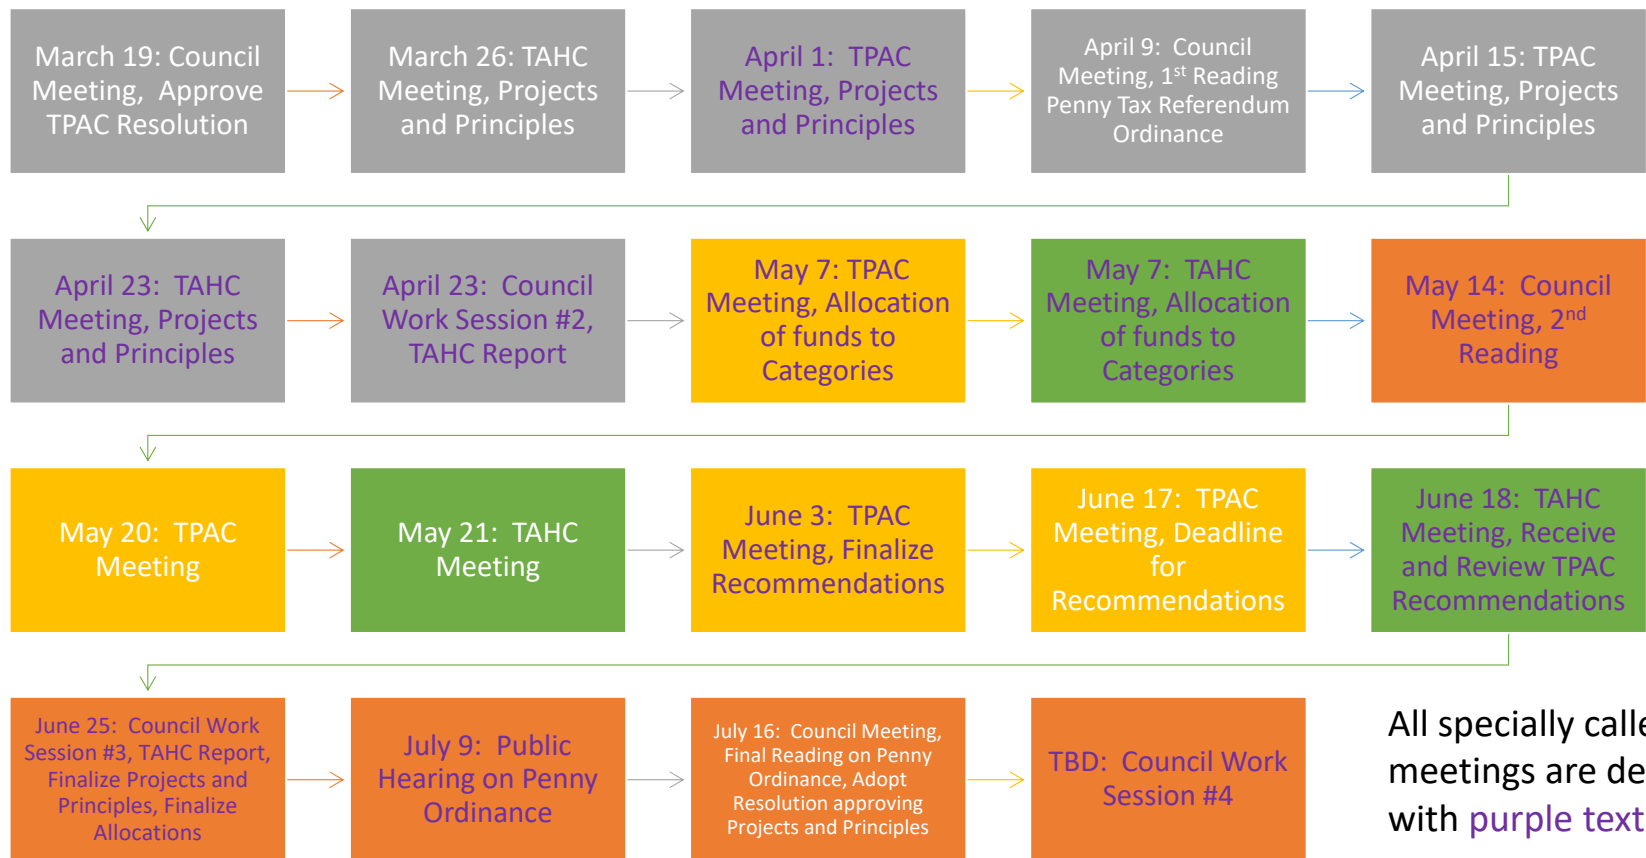 March 19: Council
Meeting, Approve
TPAC Resolution
March 26: TAHC
Meeting, Projects
and Principles
April 1: TPAC
Meeting, Projects
and Principles
April 9: Council
Meeting, 1st Reading
Penny Tax Referendum
Ordinance
April 15: TPAC
Meeting, Projects
and Principles
April 23: TAHC
Meeting, Projects
and Principles
April 23: Council
Work Session #2,
TAHC Report
May 7: TPAC
Meeting, Allocation
of funds to
Categories
May 7: TAHC
Meeting, Allocation
of funds to
Categories
May 14: Council
Meeting, 2nd
Reading
May 20: TPAC
Meeting
May 21: TAHC
Meeting
June 3: TPAC
Meeting, Finalize
Recommendations
June 17: TPAC
Meeting, Deadline
for
Recommendations
June 18: TAHC
Meeting, Receive
and Review TPAC
Recommendations
June 25: Council Work
Session #3, TAHC Report,
Finalize Projects and
Principles, Finalize
Allocations
July 9: Public
Hearing on Penny
Ordinance
July 16: Council Meeting,
Final Reading on Penny
Ordinance, Adopt
Resolution approving
Projects and Principles
TBD: Council Work
Session #4
All specially
meetings are
with purple text